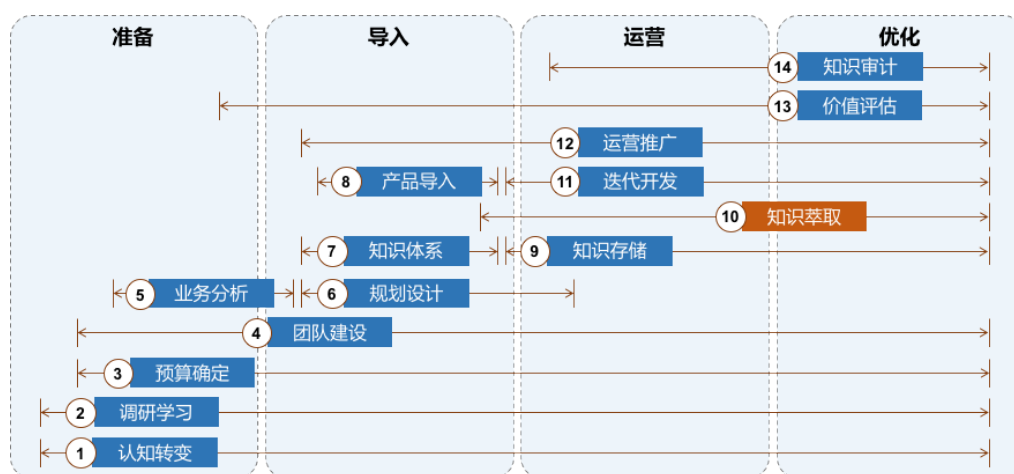 准备 导入 运营 优化
14 知识审计
13 价值评估
12 运营推广
8 产品导入 11 迭代开发
10 知识萃取
7 知识体系 9 知识存储
5 业务分析 6 规划设计
4 团队建设
3 预算确定
2 调研学习
1 认知转变